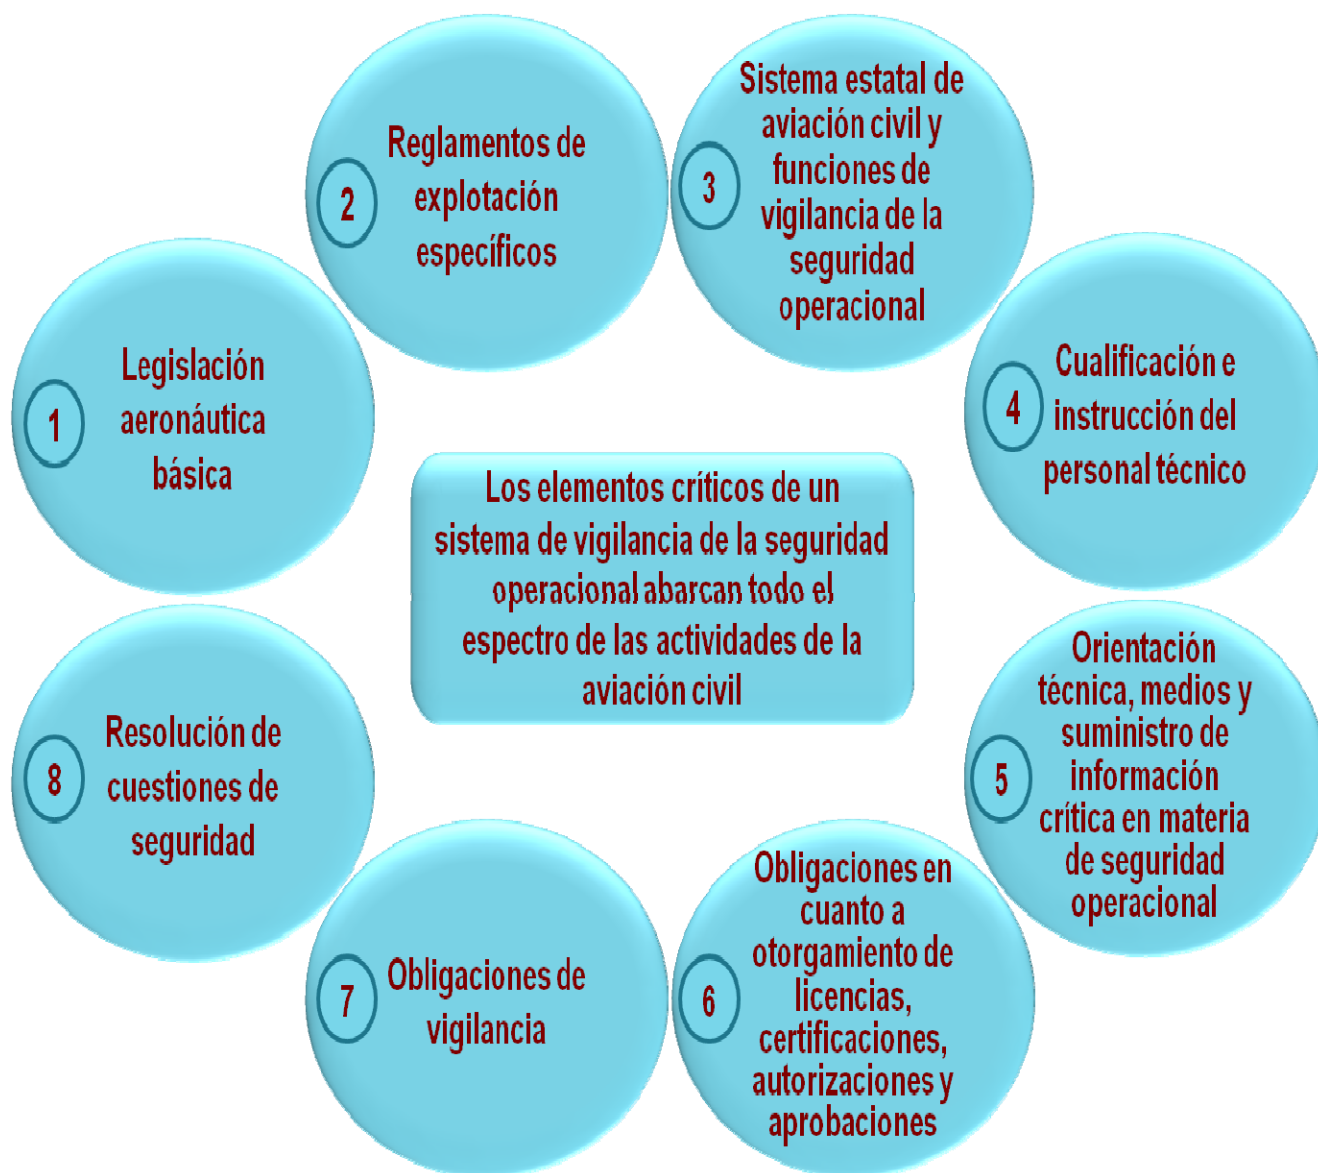 1
Legislación
aeronáutica
básica
2
Reglamentos de
explotación
específicos
3
Sistema estatal de
aviación civil y
funciones de
vigilancia de la
seguridad
operacional
4
Cualificación e
instrucción del
personal técnico
5
Orientación
técnica, medios y
suministro de
información
crítica en materia
de seguridad
operacional
6
Obligaciones en
cuanto a
otorgamiento de
licencias,
certificaciones,
autorizaciones y
aprobaciones
7
Obligaciones de
vigilancia
8
Resolución de
cuestiones de
seguridad
Los elementos críticos de un
sistema de vigilancia de la seguridad
operacional abarcan todo el
espectro de las actividades de la
aviación civil